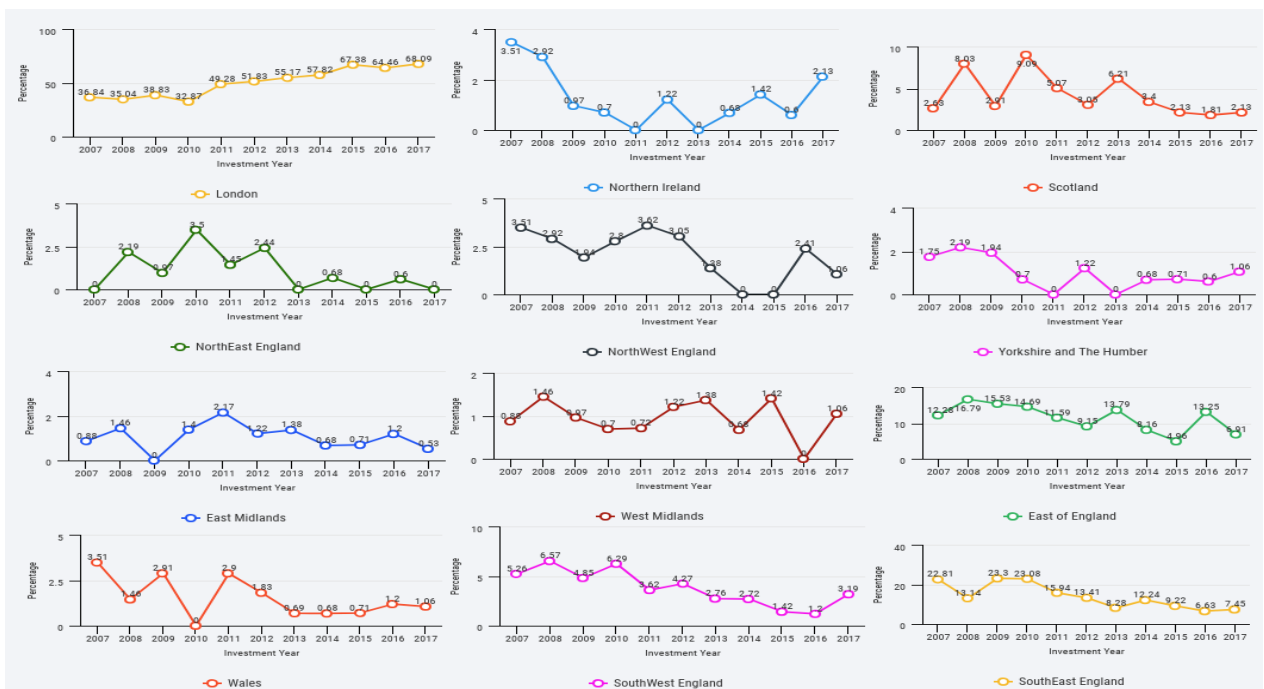 100
50
0
Percentage
36.84 35.04 38.83 32.87 49.28 51.83 55.17 57.82 67.38 64.46 68.09
2007 2008 2009 2010 2011 2012 2013 2014 2015 2016 2017
Investment Year
London
4
2
0
Percentage
3.51 2.92 0.97 0.7 0 1.22 0 0.68 1.42 0.6 2.13
2007 2008 2009 2010 2011 2012 2013 2014 2015 2016 2017
Investment Year
Northern Ireland
10
5
0
Percentage
2.63 8.03 2.91 9.09 5.07 3.05 6.21 3.4 2.13 1.81 2.13
2007 2008 2009 2010 2011 2012 2013 2014 2015 2016 2017
Investment Year
Scotland
5
2.5
0
Percentage
0 2.19 0.97 3.5 1.45 2.44 0 0.68 0 0.6 0
2007 2008 2009 2010 2011 2012 2013 2014 2015 2016 2017
Investment Year
NorthEast England
5
2.5
0
Percentage
3.51 2.92 1.94 2.8 3.62 3.05 1.38 0 0 2.41 1.06
2007 2008 2009 2010 2011 2012 2013 2014 2015 2016 2017
Investment Year
NorthWest England
4
2
0
Percentage
1.75 2.19 1.94 0.7 0 1.22 0 0.68 0.71 0.6 1.06
2007 2008 2009 2010 2011 2012 2013 2014 2015 2016 2017
Investment Year
Yorkshire and The Humber
4
2
0
Percentage
0.88 1.46 0 1.4 2.17 1.22 1.38 0.68 0.71 1.2 0.53
2007 2008 2009 2010 2011 2012 2013 2014 2015 2016 2017
Investment Year
East Midlands
2
1
0
Percentage
0.88 1.46 0.97 0.7 0.72 1.22 1.38 0.68 1.42 0 1.06
2007 2008 2009 2010 2011 2012 2013 2014 2015 2016 2017
Investment Year
West Midlands
20
10
0
Percentage
12.28 16.79 15.53 14.69 11.59 9.15 13.79 8.16 4.96 13.25 6.91
2007 2008 2009 2010 2011 2012 2013 2014 2015 2016 2017
Investment Year
East of England
5
2.5
0
Percentage
3.51 1.46 2.91 0 2.9 1.83 0.69 0.68 0.71 1.2 1.06
2007 2008 2009 2010 2011 2012 2013 2014 2015 2016 2017
Investment Year
Wales
10
5
0
Percentage
5.26 6.57 4.85 6.29 3.62 4.27 2.76 2.72 1.42 1.2 3.19
2007 2008 2009 2010 2011 2012 2013 2014 2015 2016 2017
Investment Year
SouthWest England
40
20
0
Percentage
22.81 13.14 23.3 23.08 15.94 13.41 8.28 12.24 9.22 6.63 7.45
2007 2008 2009 2010 2011 2012 2013 2014 2015 2016 2017
Investment Year
SouthEast England